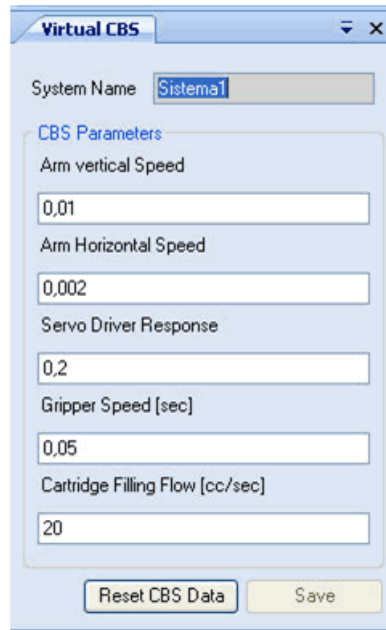 Virtual CBS
System Name Sistema1
CBS Parameters
Arm vertical Speed
0,01
Arm Horizontal Speed
0,002
Servo Driver Response
0,2
Gripper Speed [sec]
0,05
Cartridge Filling Flow [cc/sec]
20
Reset CBS Data Save